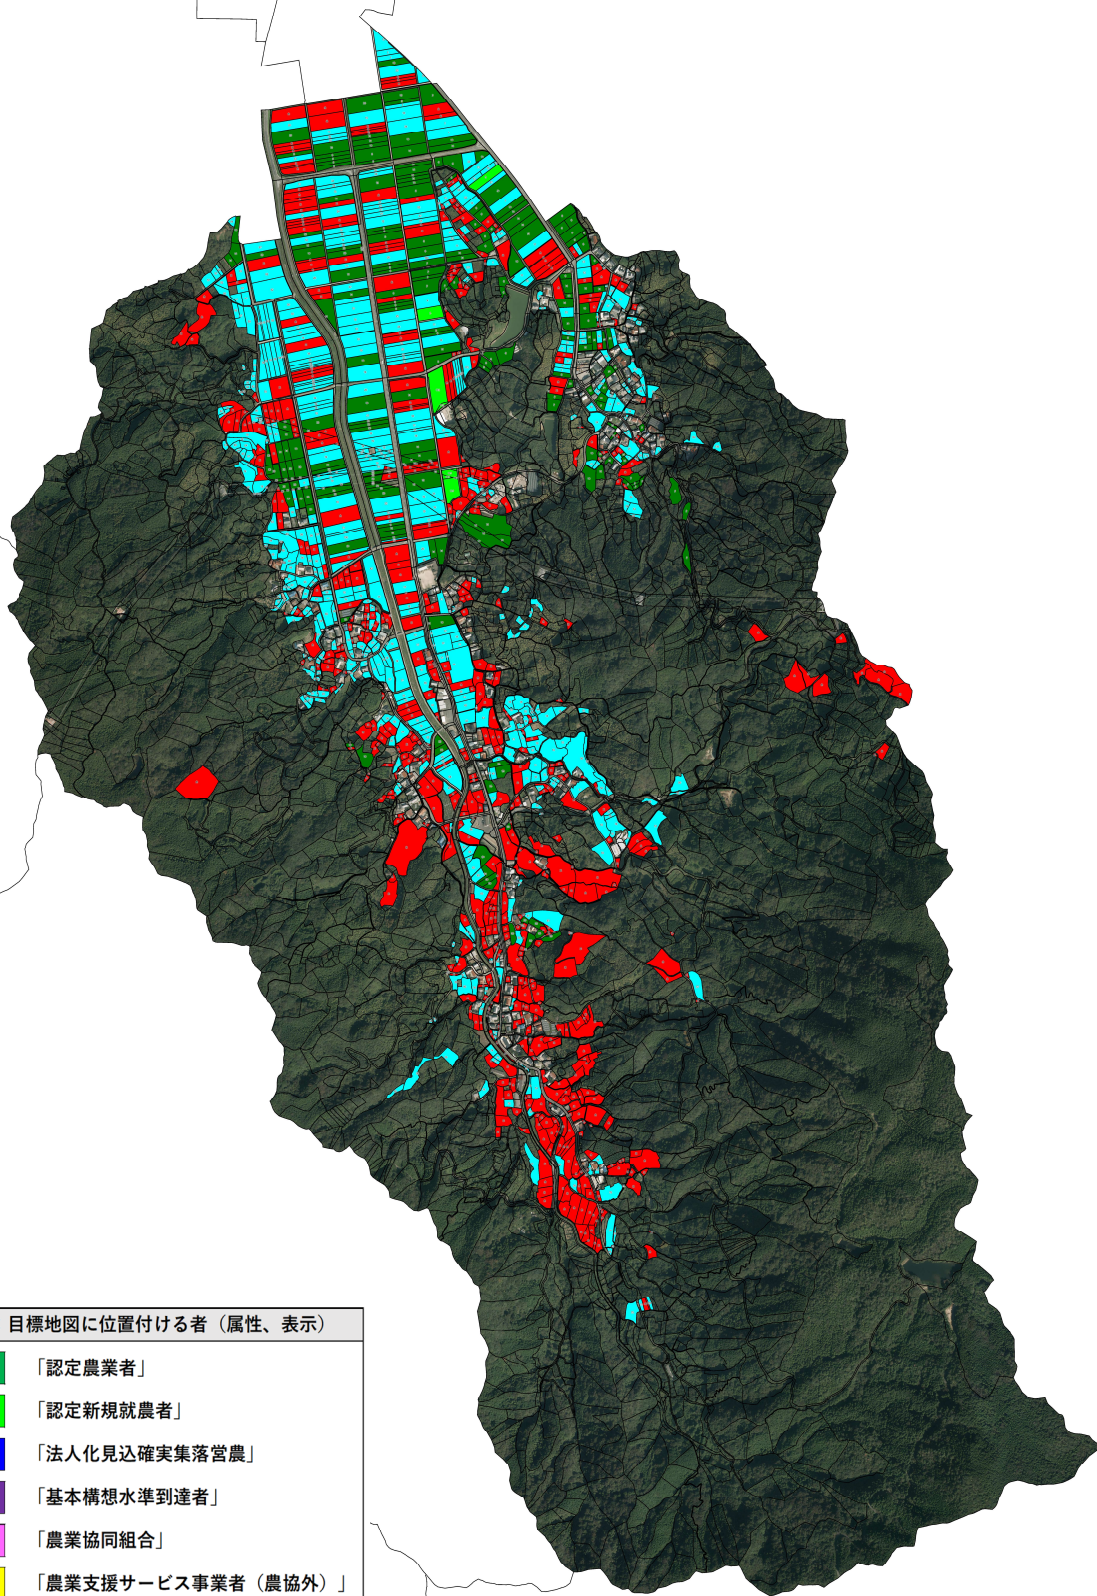 目標地図に位置付ける者（属性、表示）
「認定農業者」
「認定新規就農者」
「法人化見込確実集落営農」
「基本構想水準到達者」
「農業協同組合」
「農業支援サービス事業者（農協外）」